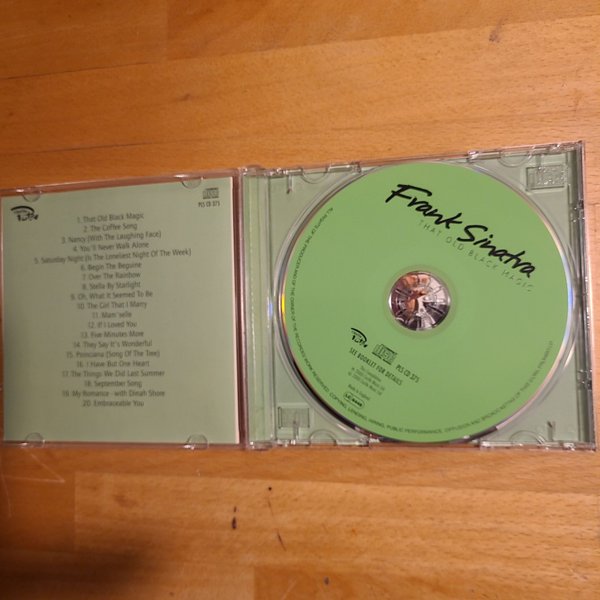 PLS CD 375
1. That Old Black Magic
2. The Coffee Song
3. Nancy (With The Laughing Face)
4. You'll Never Walk Alone
5. Saturday Night (Is The Loneliest Night Of The Week)
6. Begin The Beguine
7. Over The Rainbow
8. Stella By Starlight
9. Oh, What It Seemed To Be
10. The Girl That I Marry
11. Mam'selle
12. If I Loved You
13. Five Minutes More
14. They Say It's Wonderful
15. Poinciana (Song Of The Tree)
16. I Have But One Heart
17. The Things We Did Last Summer
18. September Song
19. My Romance - with Dinah Shore
20. Embraceable You
Frank Sinatra
THAT OLD BLACK MAGIC
PLS CD 375
SEE BOOKLET FOR DETAILS
Made in England